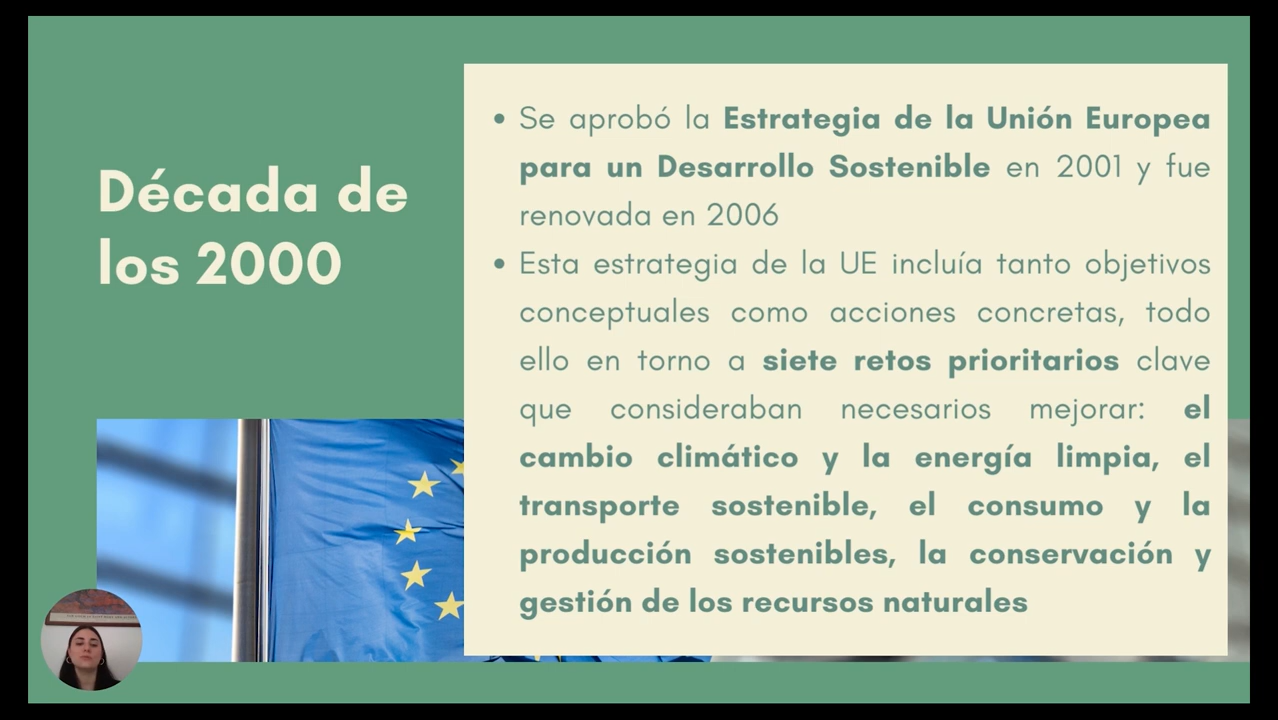 Década de
los 2000
• Se aprobó la Estrategia de la Unión Europea
para un Desarrollo Sostenible en 2001 y fue
renovada en 2006
• Esta estrategia de la UE incluía tanto objetivos
conceptuales como acciones concretas, todo
ello en torno a siete retos prioritarios clave
que consideraban necesarios mejorar: el
cambio climático y la energía limpia, el
transporte sostenible, el consumo y la
producción sostenibles, la conservación y
gestión de los recursos naturales